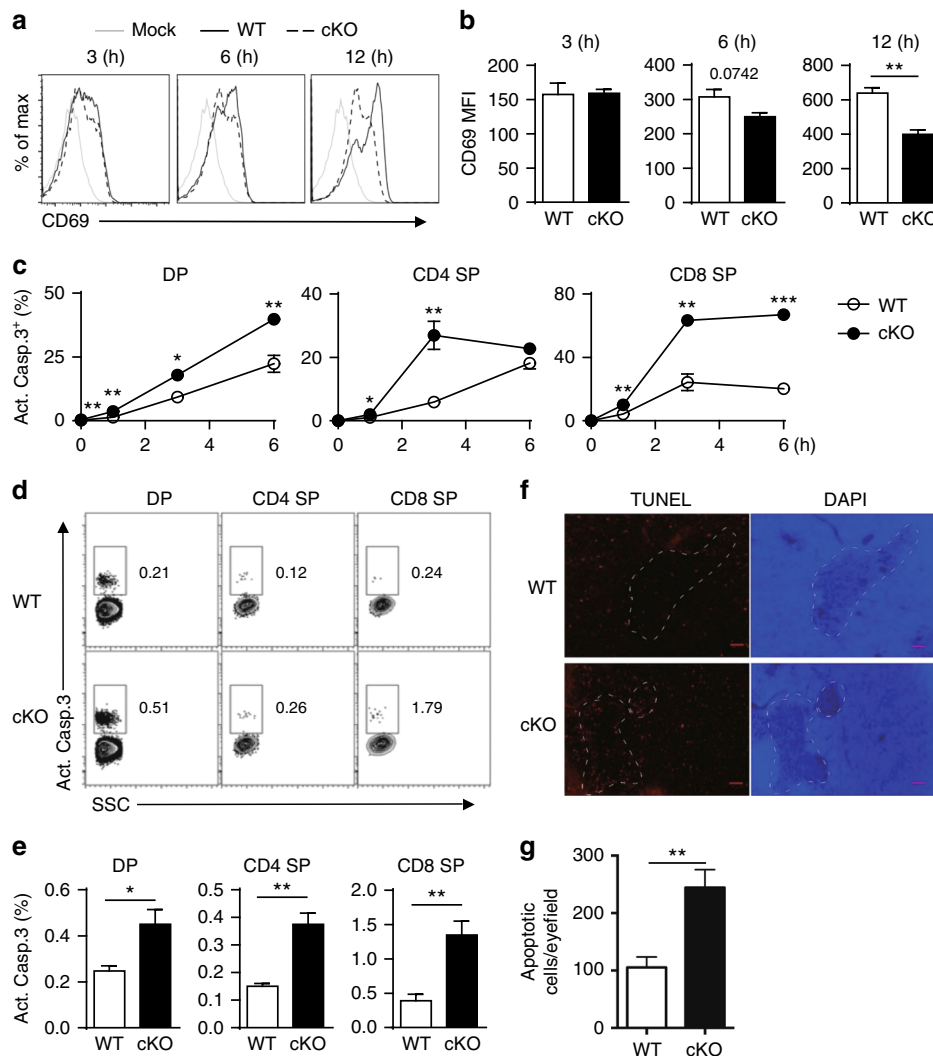 a
Mock WT cKO
3 (h) 6 (h) 12 (h)
% of max
CD69
b
3 (h) 6 (h) 12 (h)
CD69 MFI
200
150
100
50
0
WT cKO
400
300
200
100
0
0.0742
WT cKO
800
600
400
200
0
**
WT cKO
c
DP CD4 SP CD8 SP
Act. Casp.3+ (%)
50
25
0
** ** * **
0 2 4 6
40
20
0
* **
0 2 4 6
80
40
0
** ** ***
0 2 4 6 (h)
WT
cKO
d
DP CD4 SP CD8 SP
WT
0.21 0.12 0.24
cKO
0.51 0.26 1.79
Act. Casp.3
SSC
f
TUNEL DAPI
WT
cKO
e
DP CD4 SP CD8 SP
Act. Casp.3 (%)
0.6
0.4
0.2
0.0
*
WT cKO
0.5
0.4
0.3
0.2
0.1
0.0
**
WT cKO
2.0
1.5
1.0
0.5
0.0
**
WT cKO
g
Apoptotic
cells/eyefield
300
200
100
0
**
WT cKO